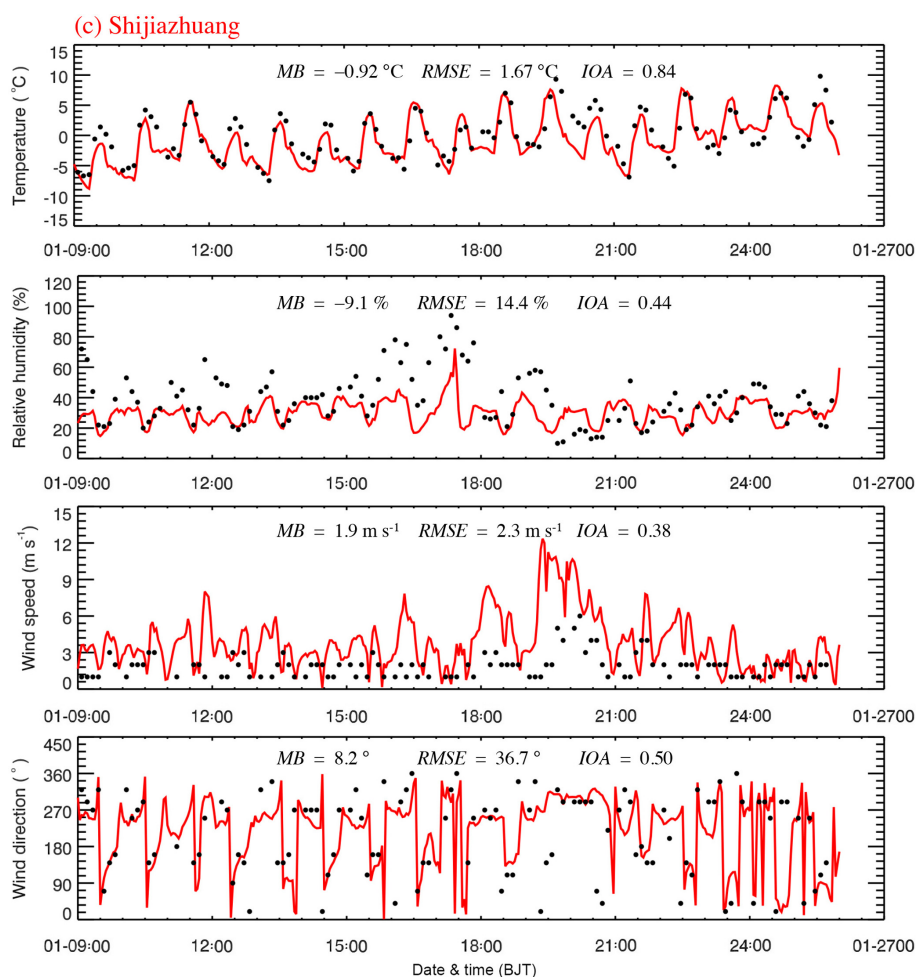 (c) Shijiazhuang
MB = –0.92 °C RMSE = 1.67 °C IOA = 0.84
Temperature (°C)
15
10
5
0
-5
-10
-15
01-09:00 12:00 15:00 18:00 21:00 24:00 01-2700
MB = –9.1 % RMSE = 14.4 % IOA = 0.44
Relative humidity (%)
120
100
80
60
40
20
0
01-09:00 12:00 15:00 18:00 21:00 24:00 01-2700
MB = 1.9 m s⁻¹ RMSE = 2.3 m s⁻¹ IOA = 0.38
Wind speed (m s⁻¹)
15
12
9
6
3
0
01-09:00 12:00 15:00 18:00 21:00 24:00 01-2700
MB = 8.2 ° RMSE = 36.7 ° IOA = 0.50
Wind direction (°)
450
360
270
180
90
0
01-09:00 12:00 15:00 18:00 21:00 24:00 01-2700
Date & time (BJT)